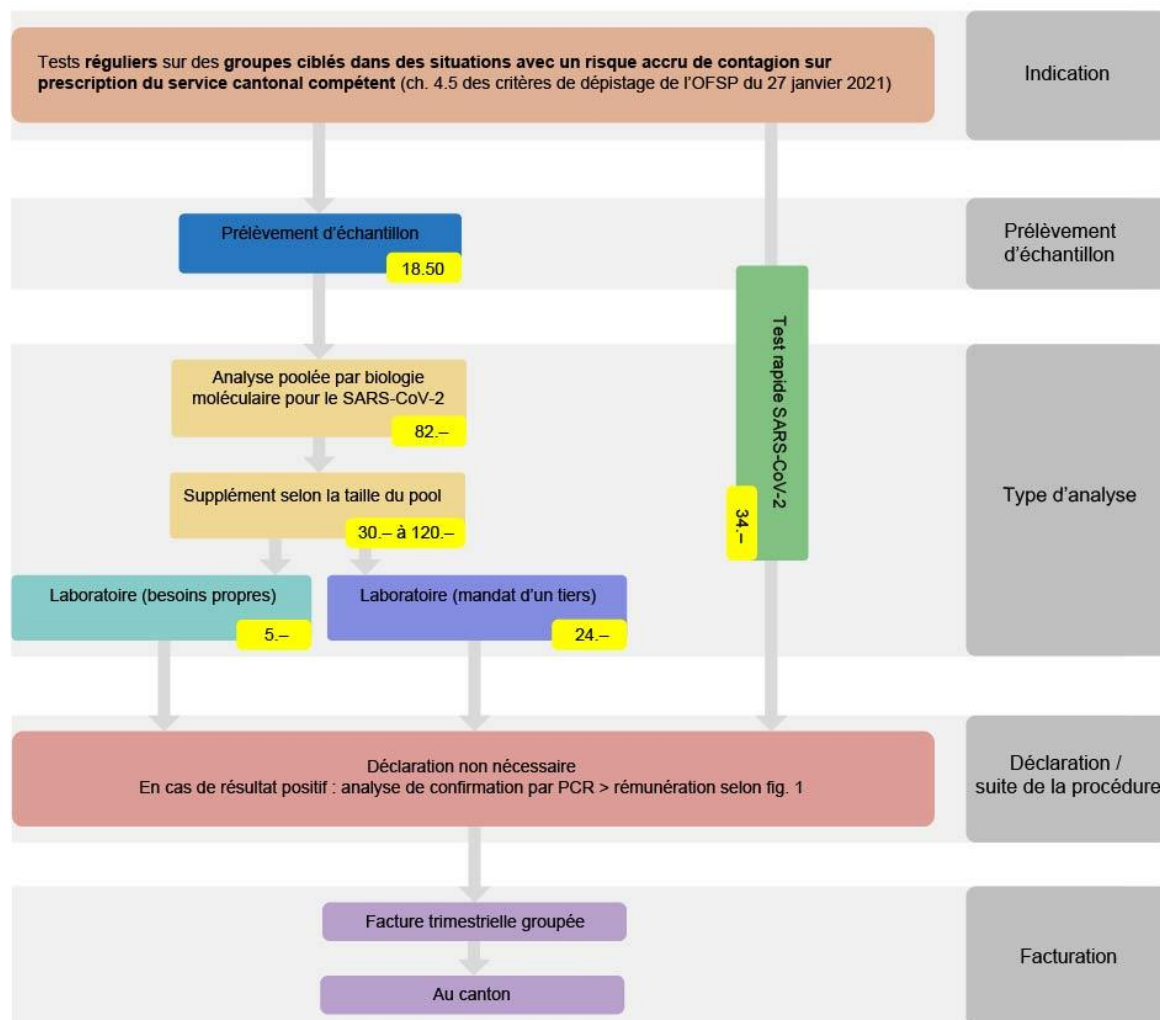 Tests réguliers sur des groupes ciblés dans des situations avec un risque accru de contagion sur
prescription du service cantonal compétent (ch. 4.5 des critères de dépistage de l'OFSP du 27 janvier 2021)
Indication
Prélèvement d'échantillon
18.50
Prélèvement
d'échantillon
Analyse poolée par biologie
moléculaire pour le SARS-CoV-2
82.–
Supplément selon la taille du pool
30.– à 120.–
Laboratoire (besoins propres)
5.–
Laboratoire (mandat d'un tiers)
24.–
Test rapide SARS-CoV-2
34.–
Type d'analyse
Déclaration non nécessaire
En cas de résultat positif : analyse de confirmation par PCR > rémunération selon fig. 1
Déclaration /
suite de la procédure
Facture trimestrielle groupée
Au canton
Facturation